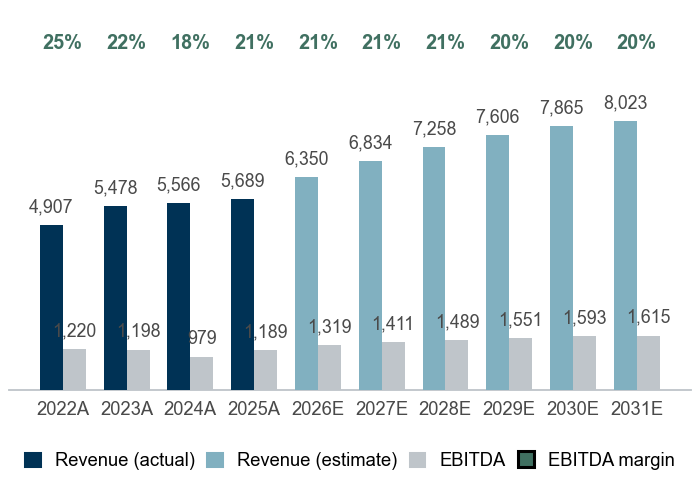 25% 22% 18% 21% 21% 21% 21% 20% 20% 20%
4,907 5,478 5,566 5,689 6,350 6,834 7,258 7,606 7,865 8,023
1,220 1,198 979 1,189 1,319 1,411 1,489 1,551 1,593 1,615
2022A 2023A 2024A 2025A 2026E 2027E 2028E 2029E 2030E 2031E
Revenue (actual) Revenue (estimate) EBITDA EBITDA margin